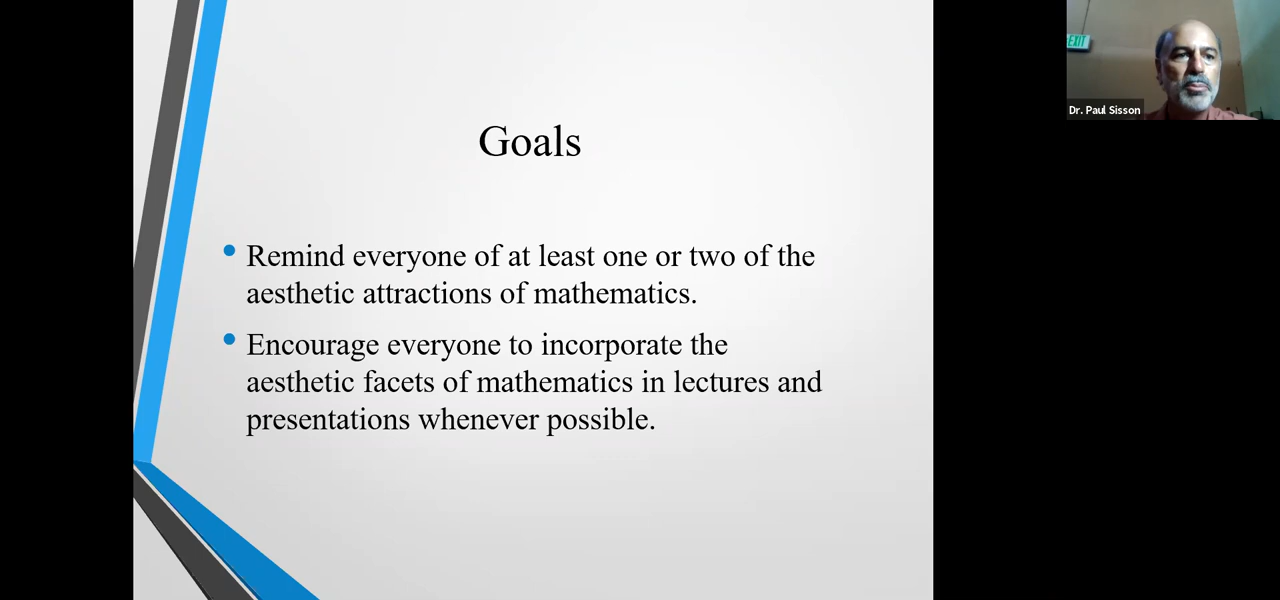 Goals
Remind everyone of at least one or two of the
aesthetic attractions of mathematics.
Encourage everyone to incorporate the
aesthetic facets of mathematics in lectures and
presentations whenever possible.
EXIT
Dr. Paul Sisson